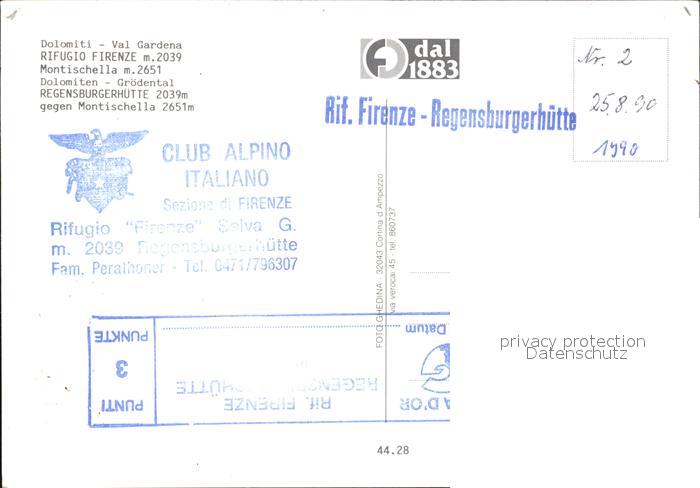 Dolomiti - Val Gardena
RIFUGIO FIRENZE m.2039
Montischella m.2651
Dolomiten - Grödental
REGENSBURGERHÜTTE 2039m
gegen Montischella 2651m
dal
1883
Rif. Firenze - Regensburgerhütte
Nr. 2
25.8.90
1990
CLUB ALPINO
ITALIANO
Sezione di FIRENZE
Rifugio "Firenze" Selva G.
m. 2039 Regensburgerhütte
Fam. Perathoner - Tel. 0471/796307
FOTO GHEDINA - 32043 Cortina d'Ampezzo
via verocai 45 - tel. 860737
privacy protection
Datenschutz
PUNKTE
3
PUNTI
Datum
Rif. FIRENZE
A D'OR
44.28